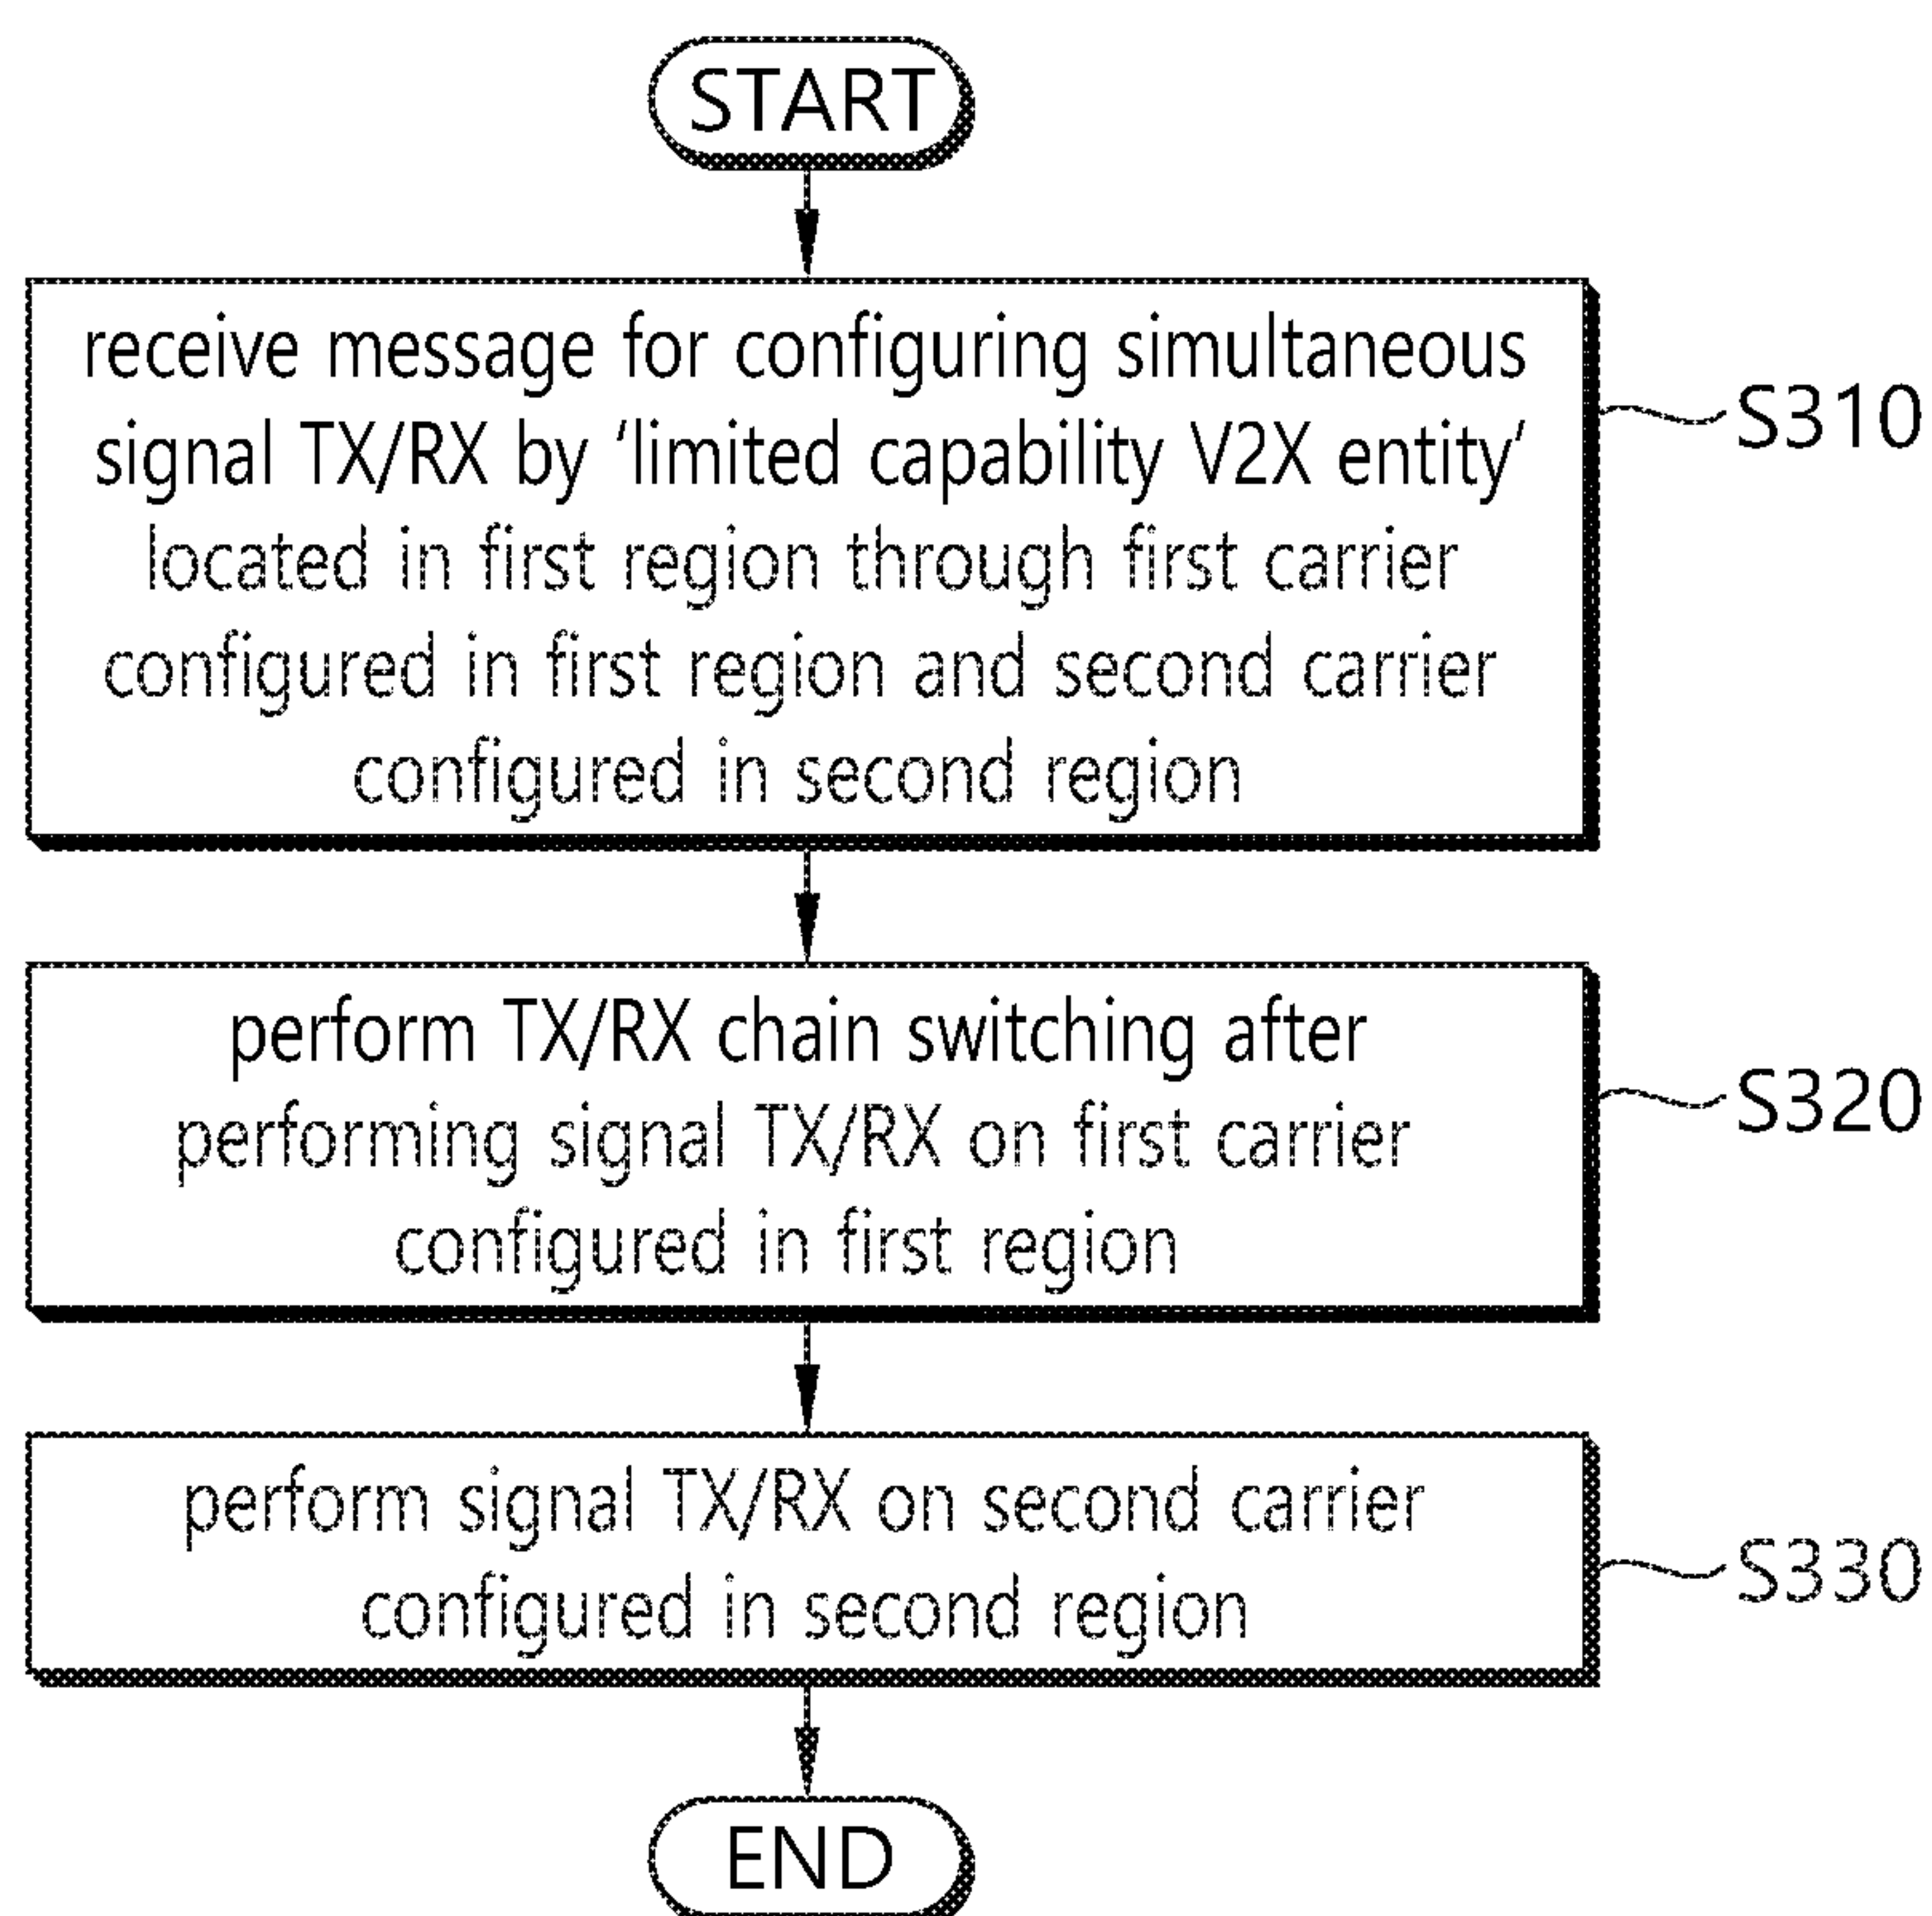 START
receive message for configuring simultaneous
signal TX/RX by ‘limited capability V2X entity’
located in first region through first carrier
configured in first region and second carrier
configured in second region
S310
perform TX/RX chain switching after
performing signal TX/RX on first carrier
configured in first region
S320
perform signal TX/RX on second carrier
configured in second region
S330
END